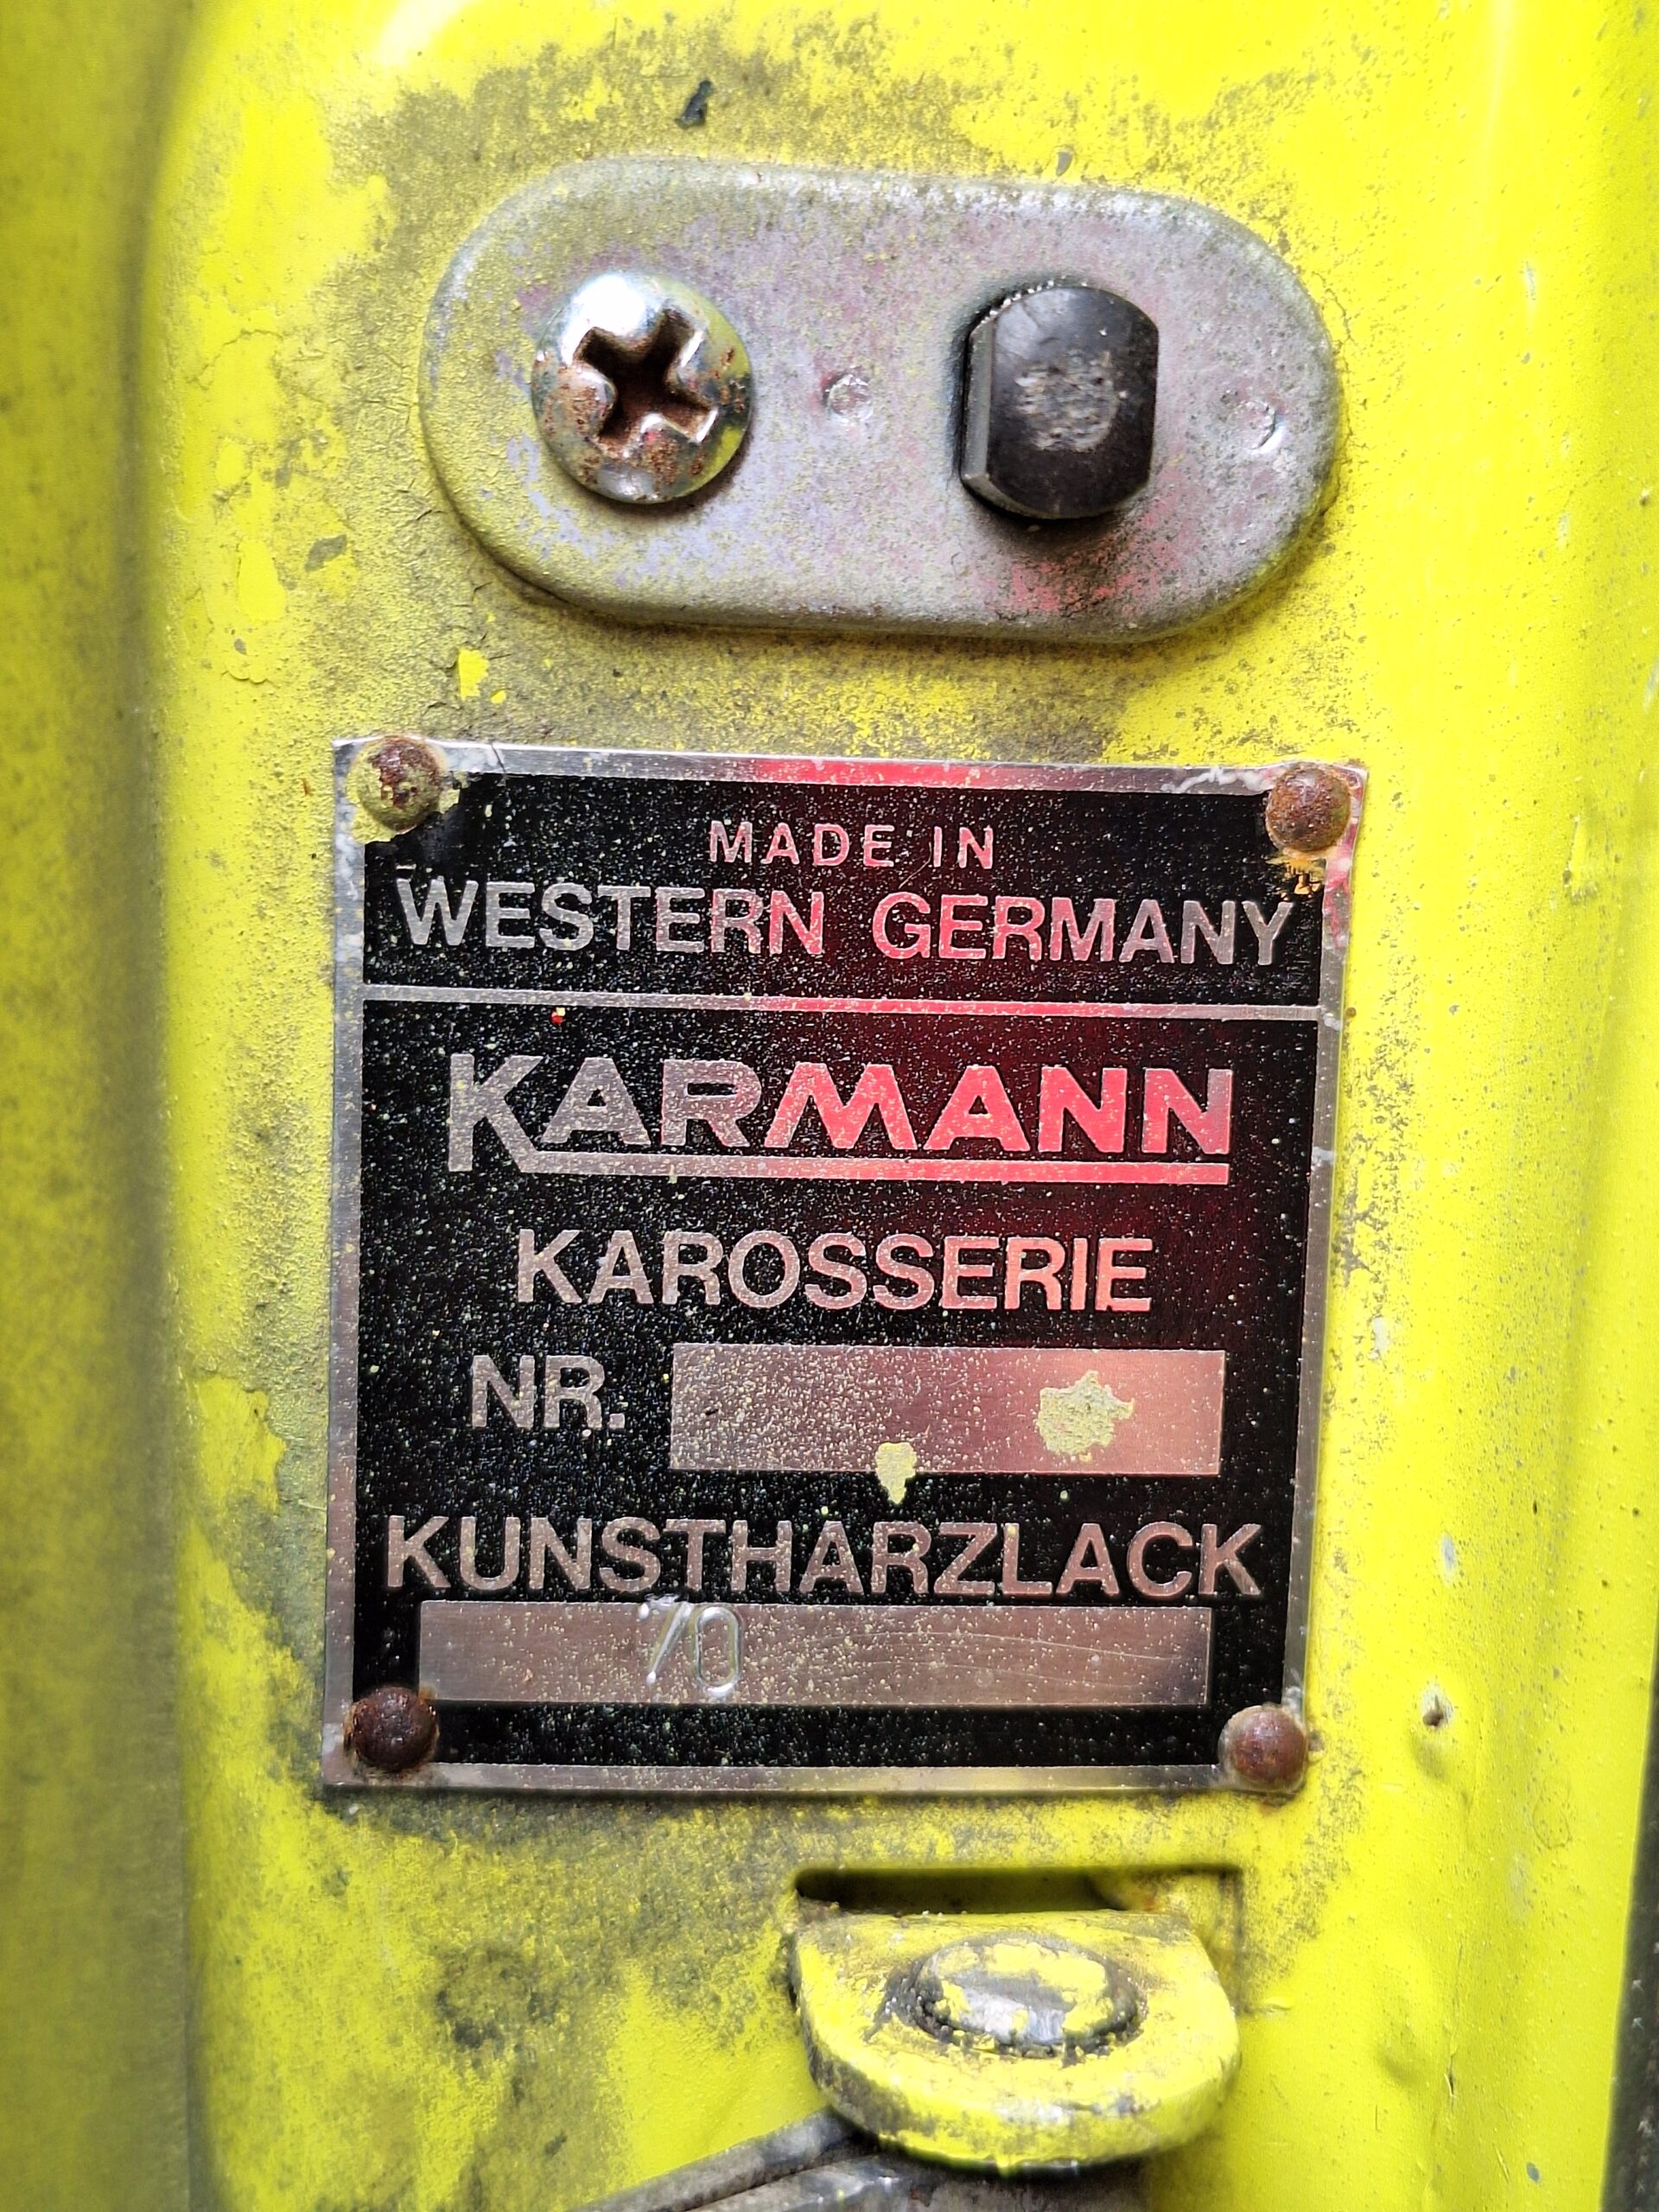 MADE IN
WESTERN GERMANY
KARMANN
KAROSSERIE
NR.
KUNSTHARZLACK
70